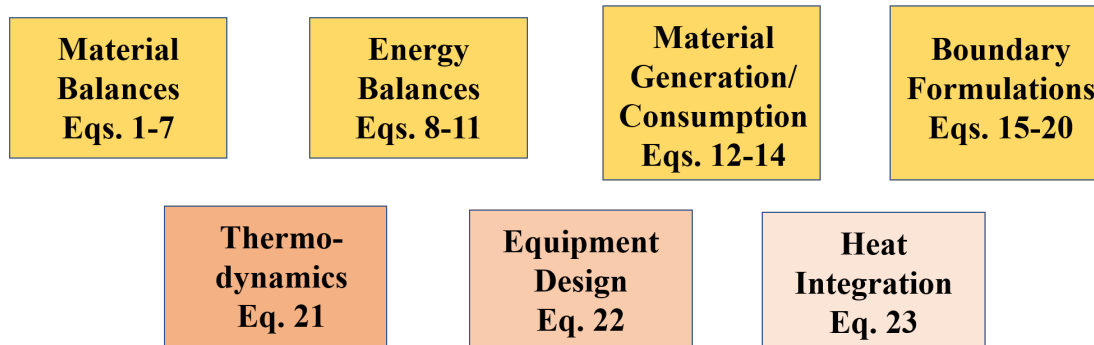 Material
Balances
Eqs. 1-7
Energy
Balances
Eqs. 8-11
Material
Generation/
Consumption
Eqs. 12-14
Boundary
Formulations
Eqs. 15-20
Thermo-
dynamics
Eq. 21
Equipment
Design
Eq. 22
Heat
Integration
Eq. 23